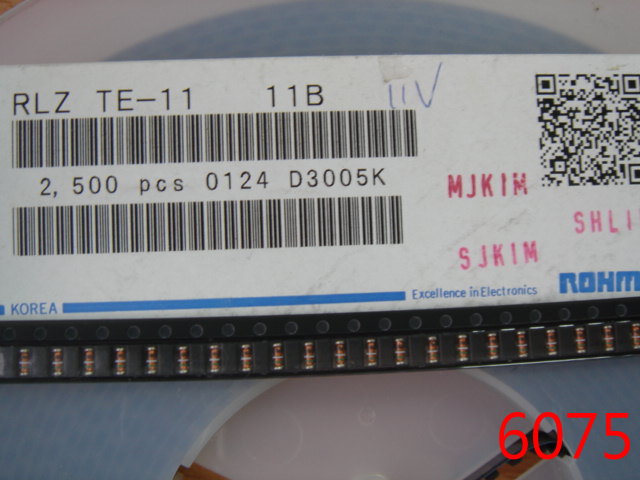 RLZ TE-11 11B 11V
2,500 pcs 0124 D3005K
MJKIM
SHLI
SJKIM
KOREA
Excellence in Electronics
ROHM
6075